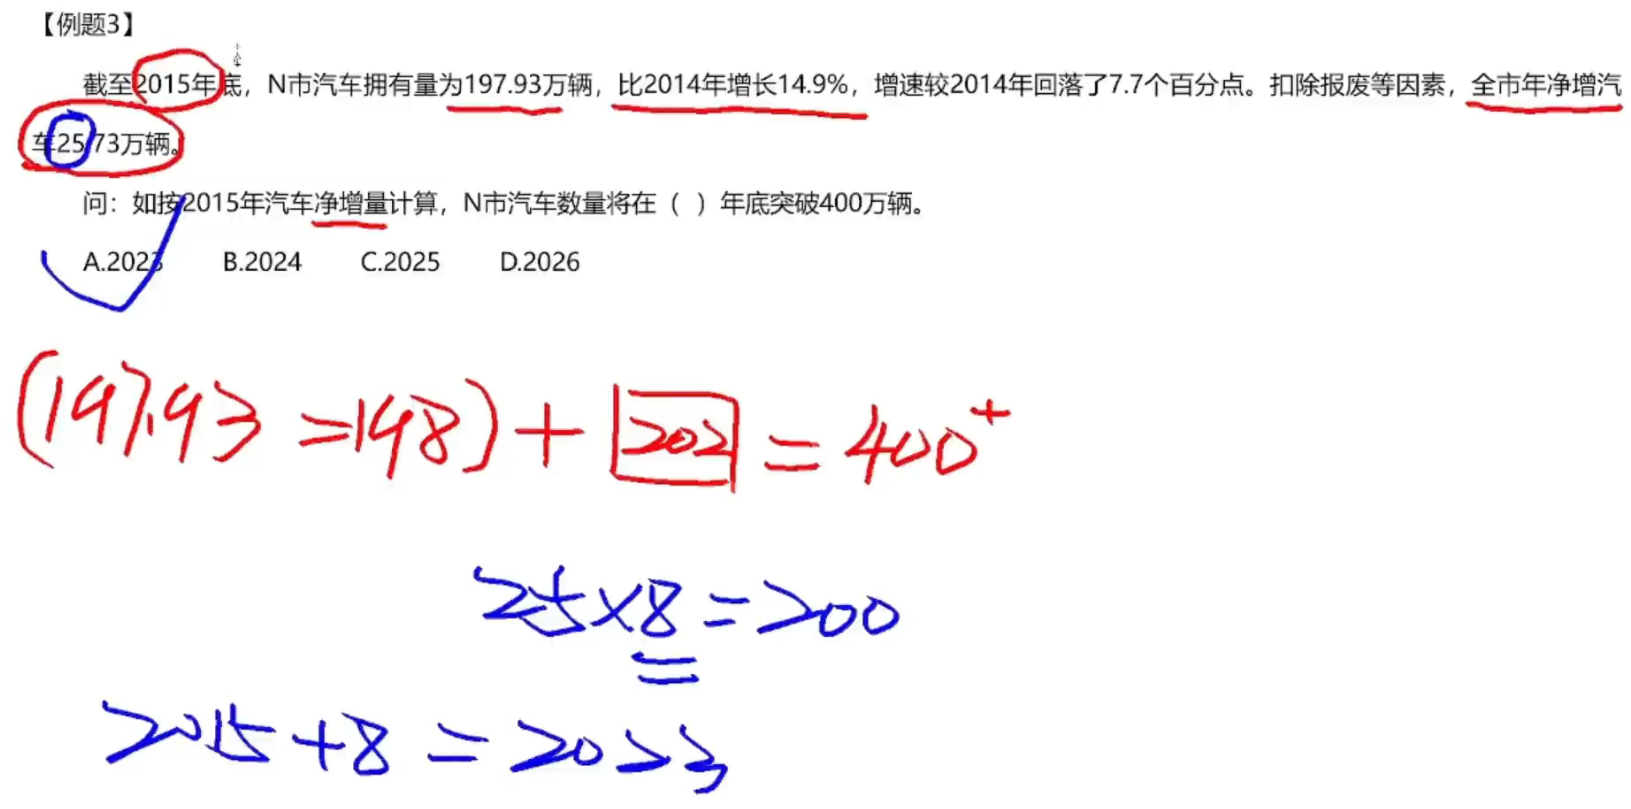 【例题3】
截至2015年底，N市汽车拥有量为197.93万辆，比2014年增长14.9%，增速较2014年回落了7.7个百分点。扣除报废等因素，全市年净增汽
车25.73万辆。
问：如按2015年汽车净增量计算，N市汽车数量将在（ ）年底突破400万辆。
A.2023 B.2024 C.2025 D.2026
(197.93=198)+202=400+
25×8=200
2015+8=2023